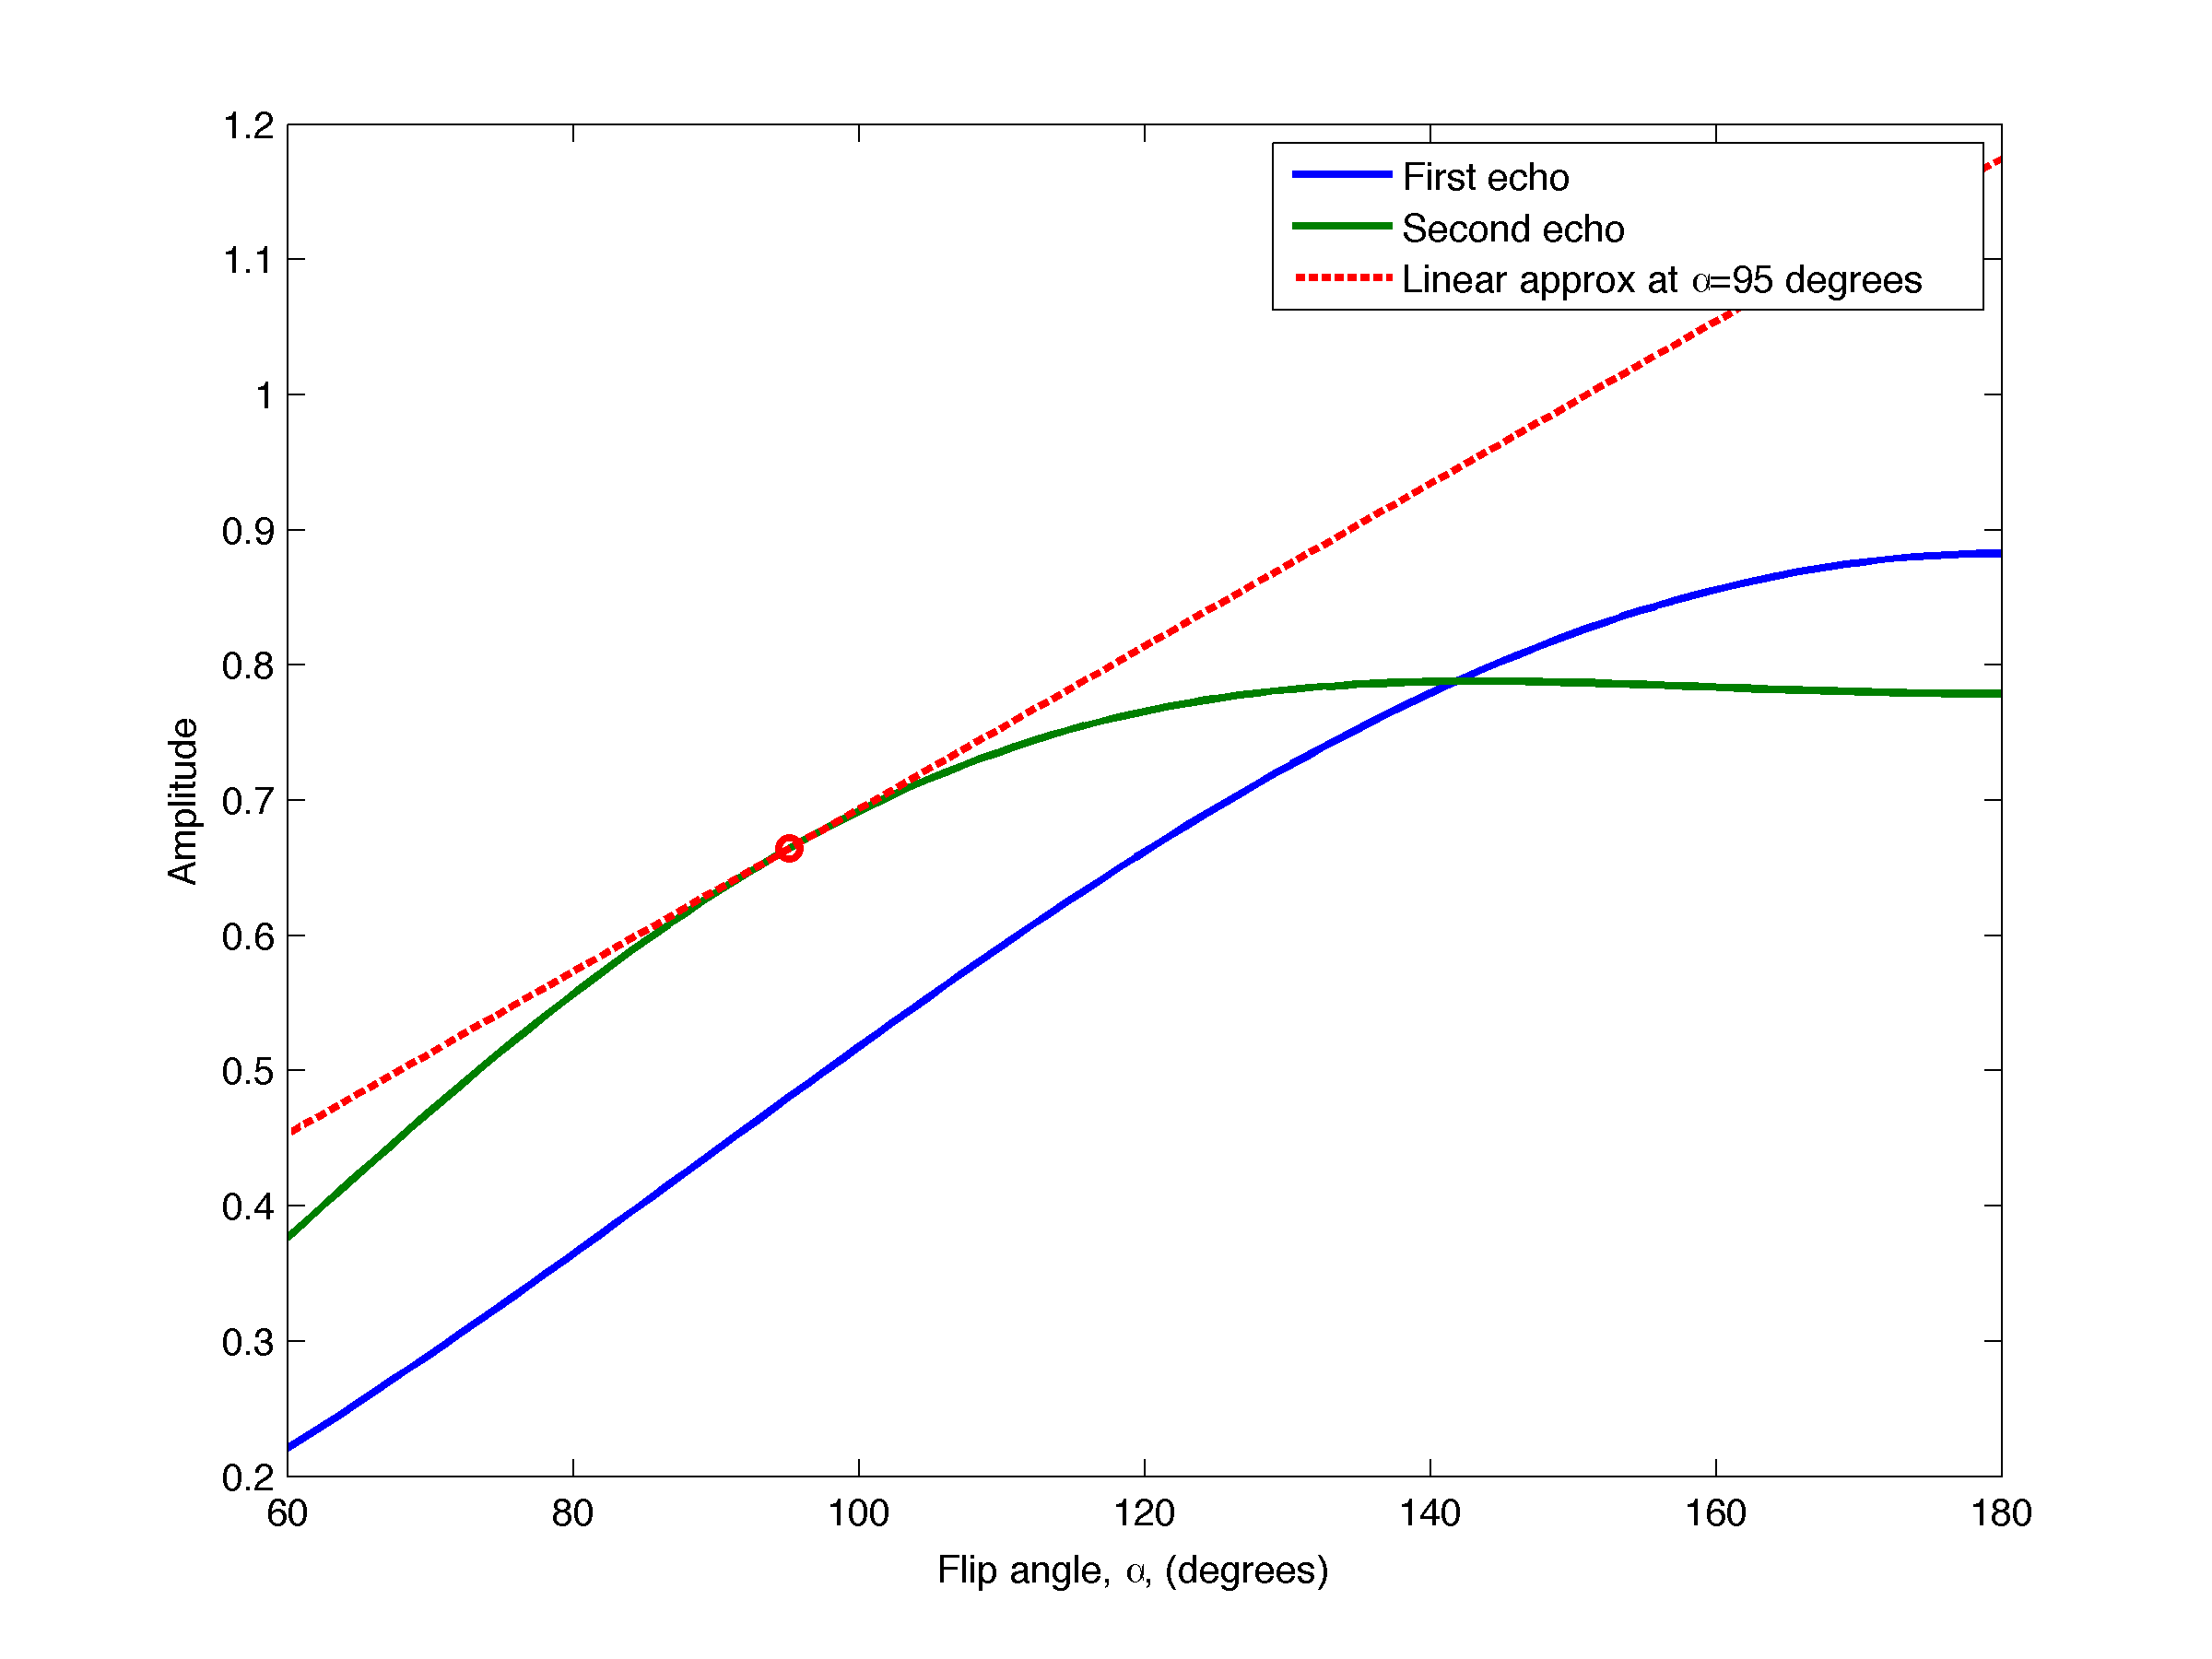 1.2
1.1
1
0.9
0.8
0.7
0.6
0.5
0.4
0.3
0.2
Amplitude
First echo
Second echo
Linear approx at α=95 degrees
60 80 100 120 140 160 180
Flip angle, α, (degrees)